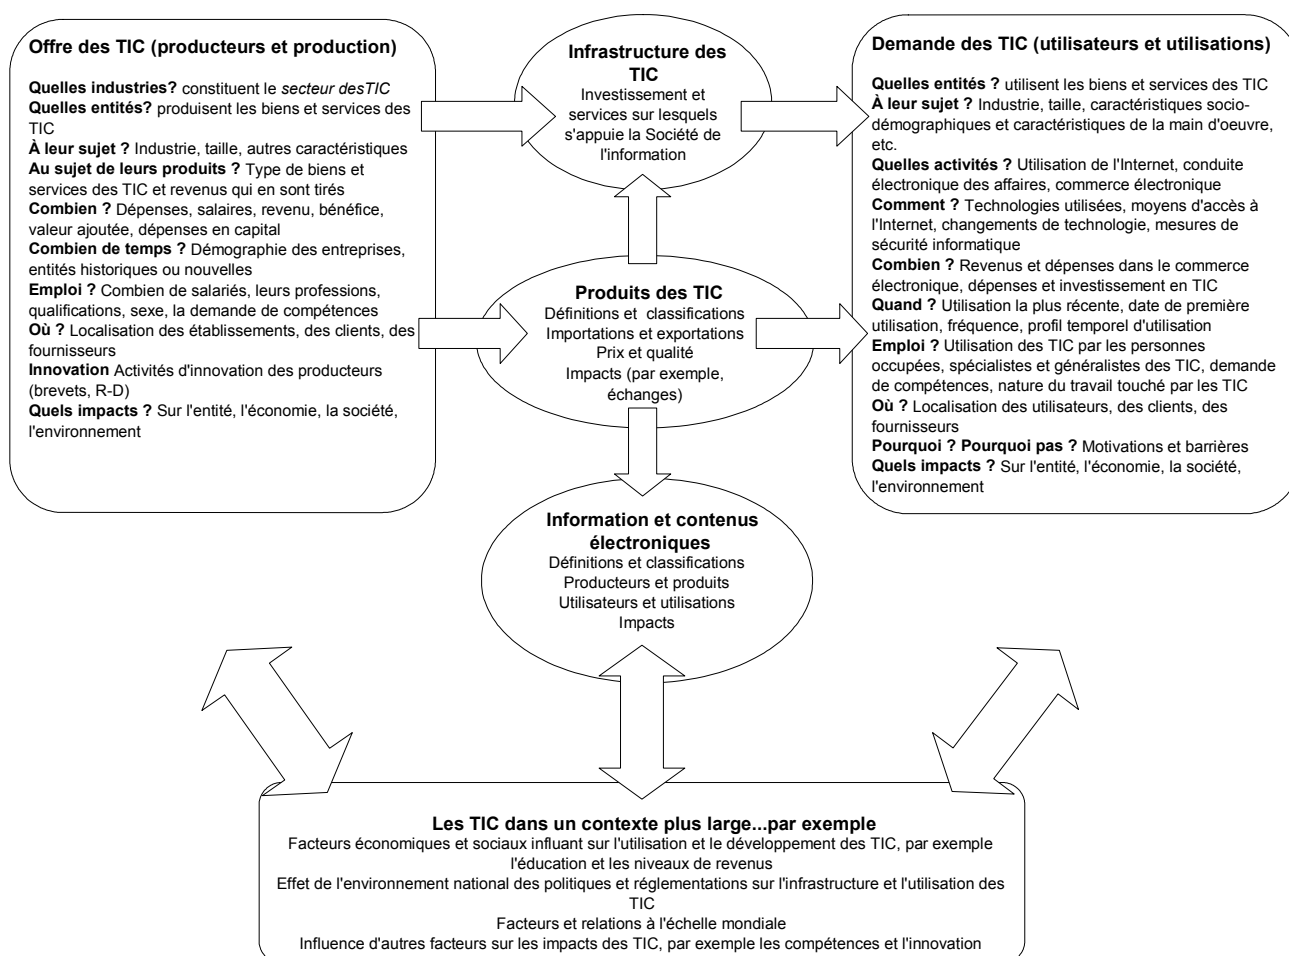 Offre des TIC (producteurs et production)
Quelles industries? constituent le secteur desTIC
Quelles entités? produisent les biens et services des
TIC
À leur sujet ? Industrie, taille, autres caractéristiques
Au sujet de leurs produits ? Type de biens et
services des TIC et revenus qui en sont tirés
Combien ? Dépenses, salaires, revenu, bénéfice,
valeur ajoutée, dépenses en capital
Combien de temps ? Démographie des entreprises,
entités historiques ou nouvelles
Emploi ? Combien de salariés, leurs professions,
qualifications, sexe, la demande de compétences
Où ? Localisation des établissements, des clients, des
fournisseurs
Innovation Activités d'innovation des producteurs
(brevets, R-D)
Quels impacts ? Sur l'entité, l'économie, la société,
l'environnement
Infrastructure des
TIC
Investissement et
services sur lesquels
s'appuie la Société de
l'information
Produits des TIC
Définitions et classifications
Importations et exportations
Prix et qualité
Impacts (par exemple,
échanges)
Information et contenus
électroniques
Définitions et classifications
Producteurs et produits
Utilisateurs et utilisations
Impacts
Demande des TIC (utilisateurs et utilisations)
Quelles entités ? utilisent les biens et services des TIC
À leur sujet ? Industrie, taille, caractéristiques socio-
démographiques et caractéristiques de la main d'oeuvre,
etc.
Quelles activités ? Utilisation de l'Internet, conduite
électronique des affaires, commerce électronique
Comment ? Technologies utilisées, moyens d'accès à
l'Internet, changements de technologie, mesures de
sécurité informatique
Combien ? Revenus et dépenses dans le commerce
électronique, dépenses et investissement en TIC
Quand ? Utilisation la plus récente, date de première
utilisation, fréquence, profil temporel d'utilisation
Emploi ? Utilisation des TIC par les personnes
occupées, spécialistes et généralistes des TIC, demande
de compétences, nature du travail touché par les TIC
Où ? Localisation des utilisateurs, des clients, des
fournisseurs
Pourquoi ? Pourquoi pas ? Motivations et barrières
Quels impacts ? Sur l'entité, l'économie, la société,
l'environnement
Les TIC dans un contexte plus large...par exemple
Facteurs économiques et sociaux influant sur l'utilisation et le développement des TIC, par exemple
l'éducation et les niveaux de revenus
Effet de l'environnement national des politiques et réglementations sur l'infrastructure et l'utilisation des
TIC
Facteurs et relations à l'échelle mondiale
Influence d'autres facteurs sur les impacts des TIC, par exemple les compétences et l'innovation